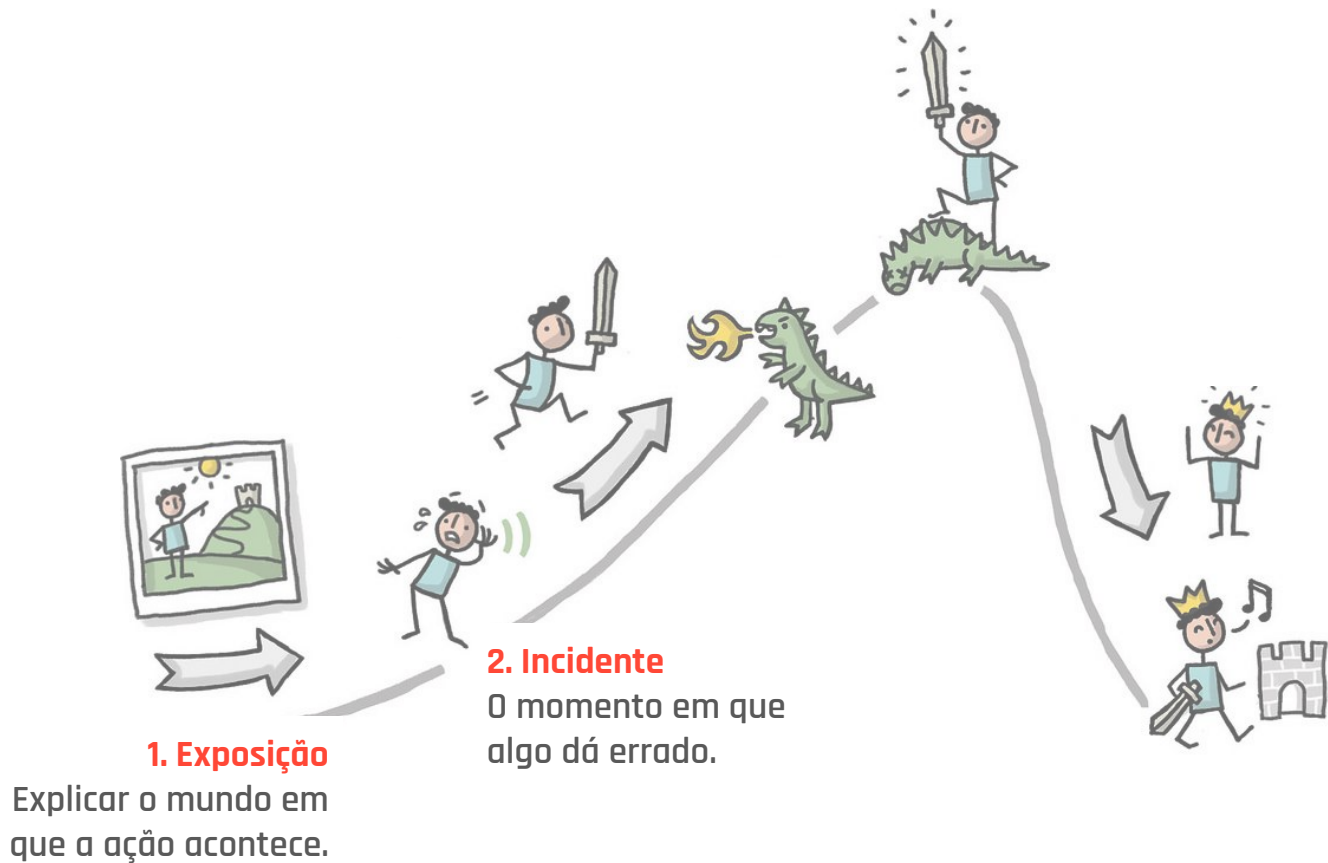 1. Exposição
Explicar o mundo em
que a ação acontece.
2. Incidente
O momento em que
algo dá errado.